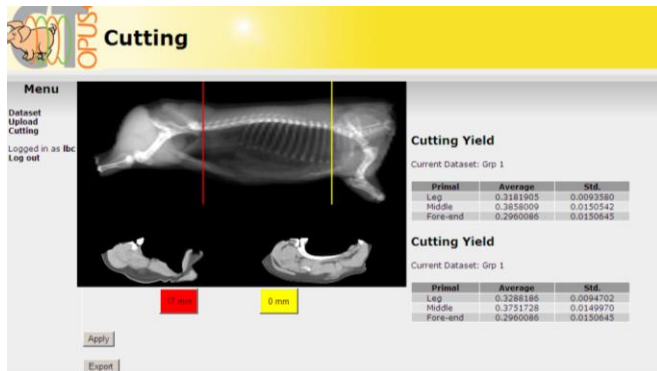 CT
OPUS
Cutting
Menu
Dataset
Upload
Cutting
Logged in as lbc
Log out
17 mm
0 mm
Apply
Export
Cutting Yield
Current Dataset: Grp 1
Primal Average Std.
Leg 0.3181905 0.0093580
Middle 0.3858009 0.0150542
Fore-end 0.2960086 0.0150645
Cutting Yield
Current Dataset: Grp 1
Primal Average Std.
Leg 0.3288186 0.0094702
Middle 0.3751728 0.0149970
Fore-end 0.2960086 0.0150645